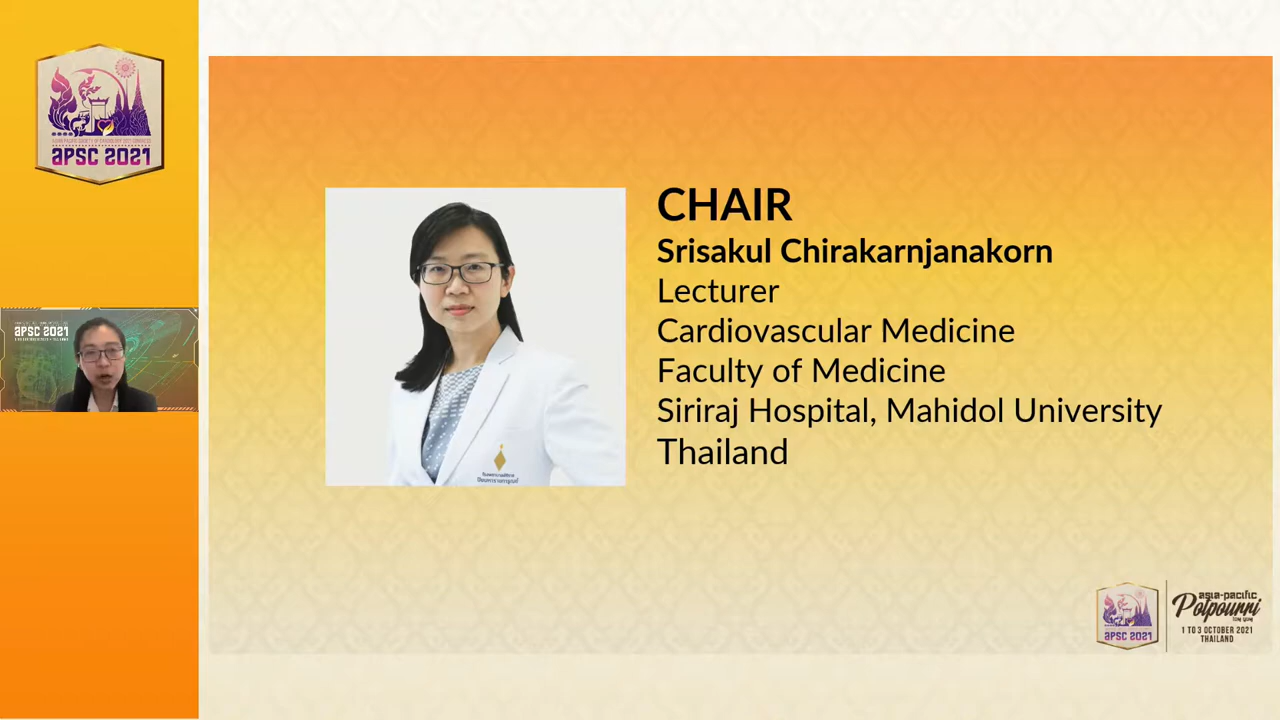 APSC 2021
APSC 2021
CHAIR
Srisakul Chirakarnjanakorn
Lecturer
Cardiovascular Medicine
Faculty of Medicine
Siriraj Hospital, Mahidol University
Thailand
APSC 2021
asia-pacific
Potpourri
1 TO 3 OCTOBER 2021
THAILAND